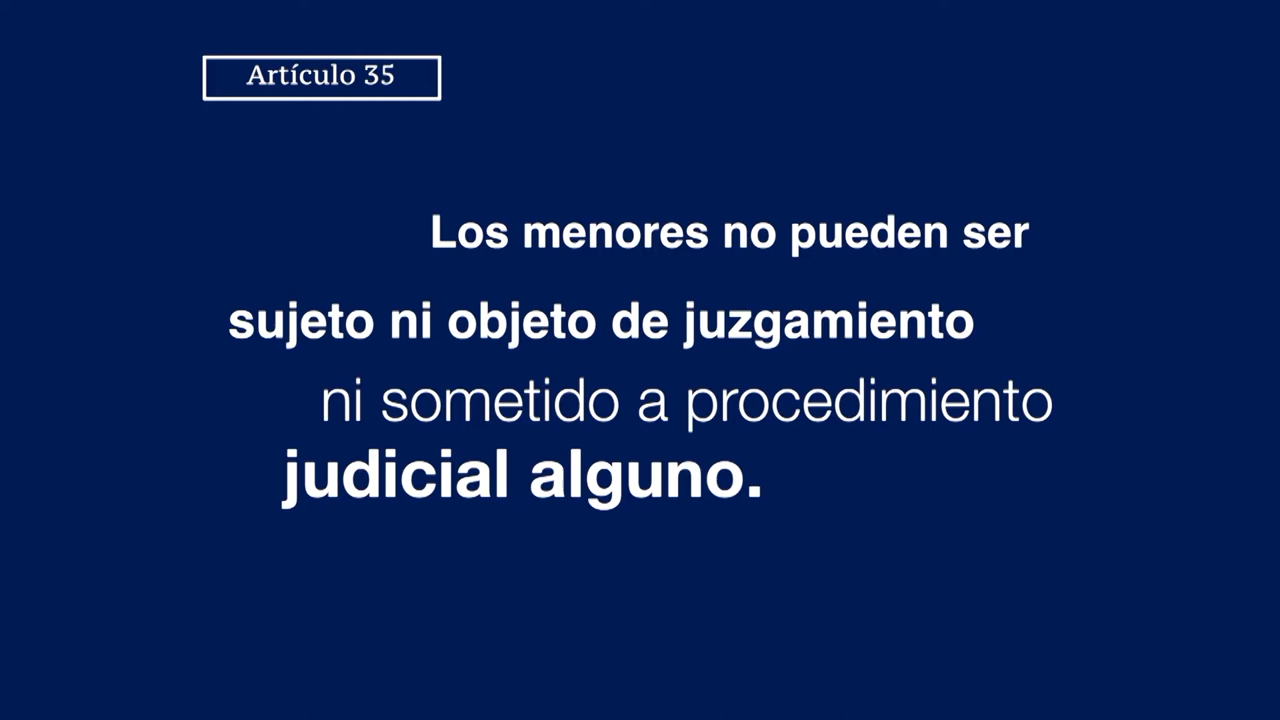 Artículo 35
Los menores no pueden ser
sujeto ni objeto de juzgamiento
ni sometido a procedimiento
judicial alguno.